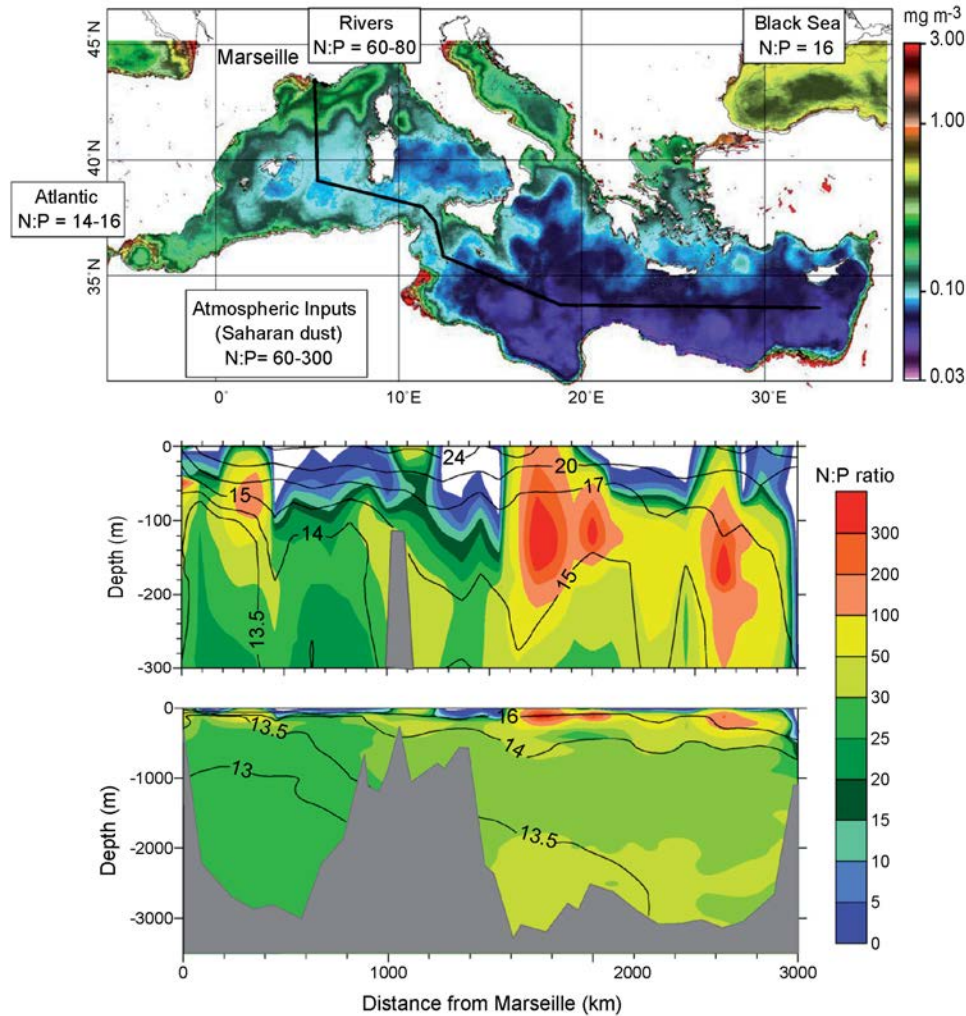 Rivers
N:P = 60-80
Black Sea
N:P = 16
mg m-3
45°N
Marseille
3.00
1.00
40°N
Atlantic
N:P = 14-16
35°N
0.10
Atmospheric Inputs
(Saharan dust)
N:P= 60-300
0.03
0°
10°E
20°E
30°E
0
24
20
17
N:P ratio
15
-100
14
300
Depth (m)
15
200
-200
13.5
100
-300
50
0
16
30
13.5
14
25
-1000
13
20
Depth (m)
15
-2000
13.5
10
5
-3000
0
0
1000
2000
3000
Distance from Marseille (km)